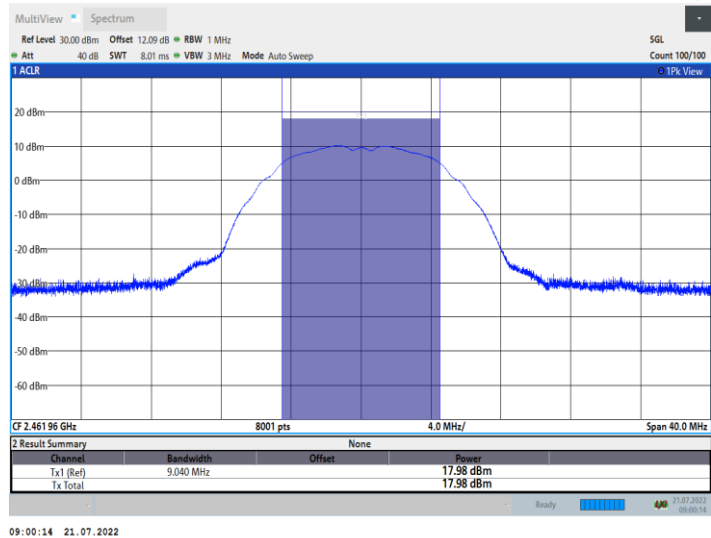 MultiView Spectrum
Ref Level 30.00 dBm Offset 12.09 dB RBW 1 MHz SGL
Att 40 dB SWT 8.01 ms VBW 3 MHz Mode Auto Sweep Count 100/100
1 ACLR 1Pk View
20 dBm
10 dBm
0 dBm
-10 dBm
-20 dBm
-30 dBm
-40 dBm
-50 dBm
-60 dBm
CF 2.46196 GHz 8001 pts 4.0 MHz/ Span 40.0 MHz
2 Result Summary None
Channel Bandwidth Offset Power
Tx1 (Ref) 9.040 MHz 17.98 dBm
Tx Total 17.98 dBm
Ready 21.07.2022
09:00:14
09:00:14 21.07.2022